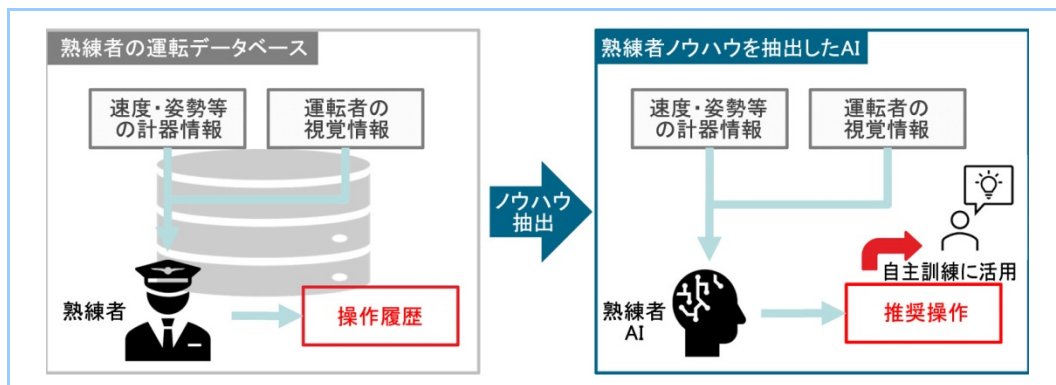 熟練者の運転データベース
速度・姿勢等
の計器情報
運転者の
視覚情報
熟練者
操作履歴
ノウハウ
抽出
熟練者ノウハウを抽出したAI
速度・姿勢等
の計器情報
運転者の
視覚情報
自主訓練に活用
熟練者
AI
推奨操作